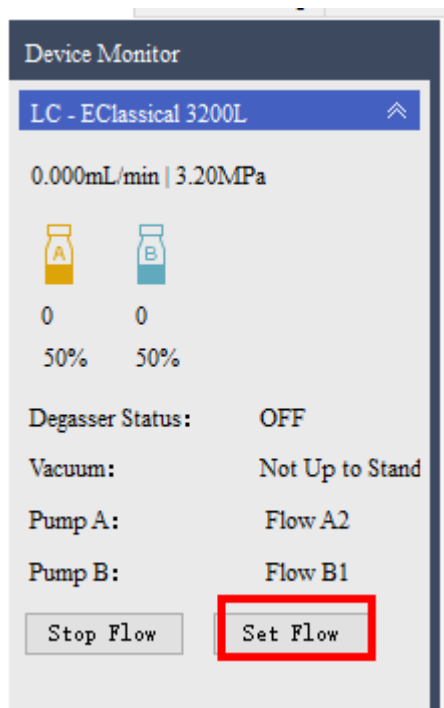 Device Monitor
LC - EClassical 3200L
0.000mL/min | 3.20MPa
A B
0 0
50% 50%
Degasser Status: OFF
Vacuum: Not Up to Stand
Pump A: Flow A2
Pump B: Flow B1
Stop Flow Set Flow